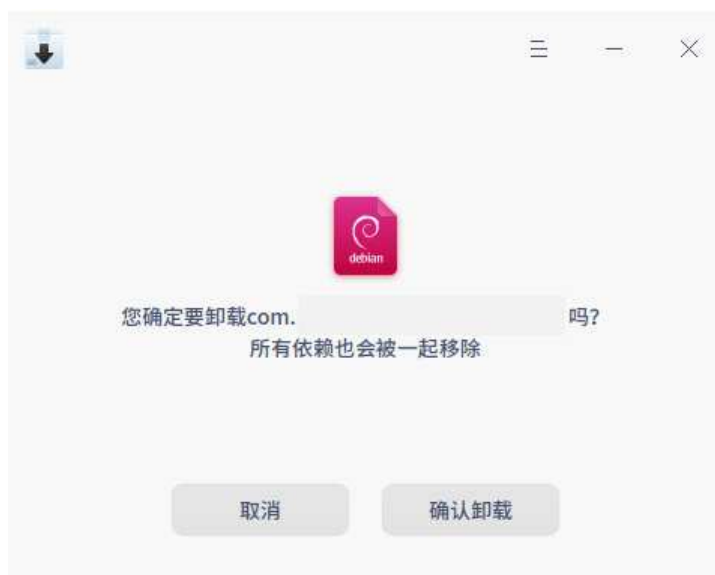 debian
您确定要卸载com. 吗?
所有依赖也会被一起移除
取消
确认卸载